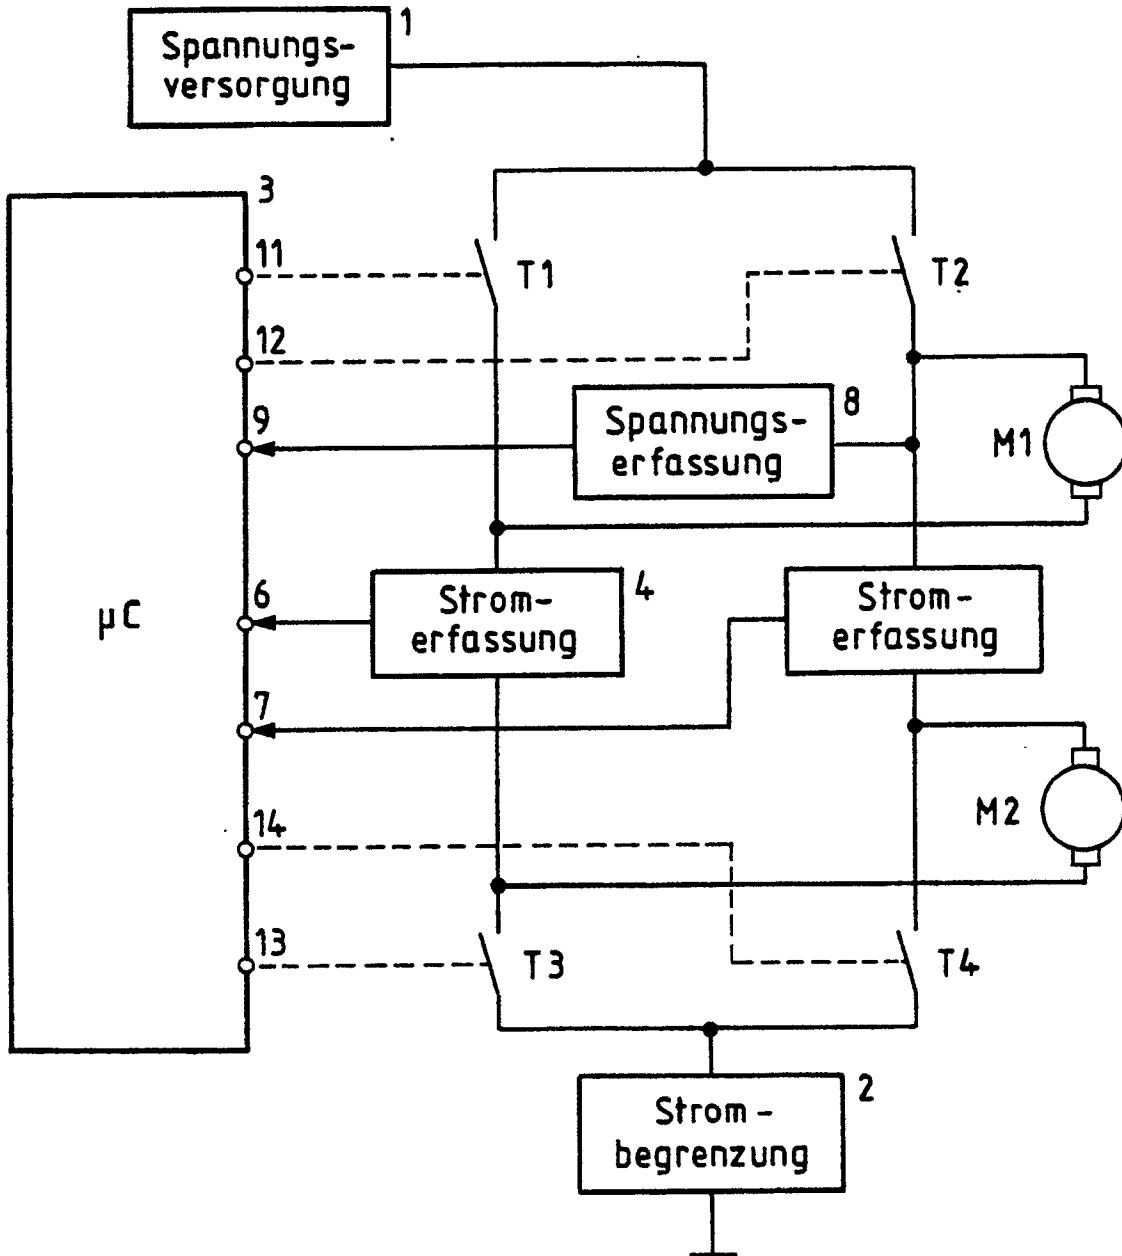 1
Spannungs-
versorgung
3
11
T1
T2
12
9
Spannungs-
erfassung
8
M1
µC
6
Strom-
erfassung
4
Strom-
erfassung
7
M2
14
13
T3
T4
Strom-
begrenzung
2